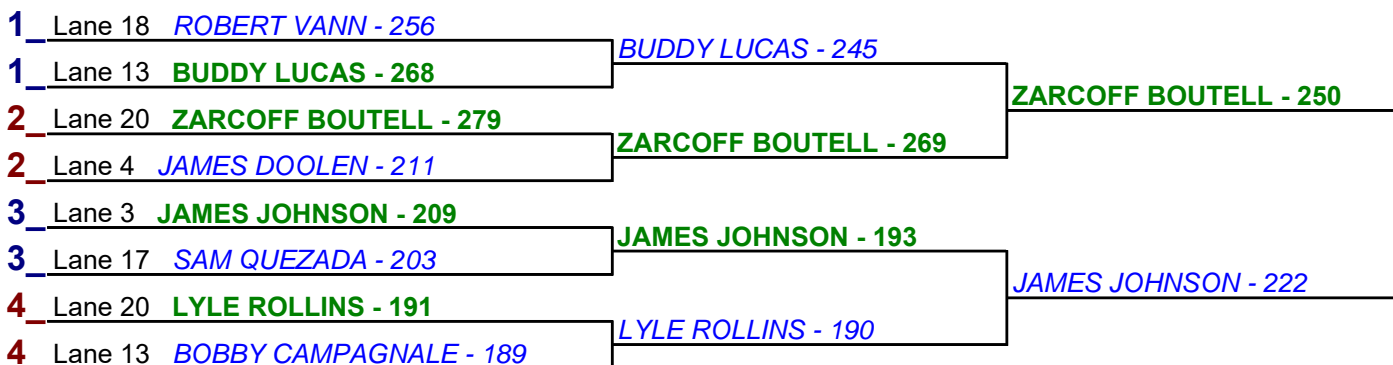 1_ Lane 18 ROBERT VANN - 256
BUDDY LUCAS - 245
1_ Lane 13 BUDDY LUCAS - 268
ZARCOFF BOUTELL - 250
2_ Lane 20 ZARCOFF BOUTELL - 279
ZARCOFF BOUTELL - 269
2_ Lane 4 JAMES DOOLEN - 211
3_ Lane 3 JAMES JOHNSON - 209
JAMES JOHNSON - 193
3_ Lane 17 SAM QUEZADA - 203
JAMES JOHNSON - 222
4_ Lane 20 LYLE ROLLINS - 191
LYLE ROLLINS - 190
4 Lane 13 BOBBY CAMPAGNALE - 189